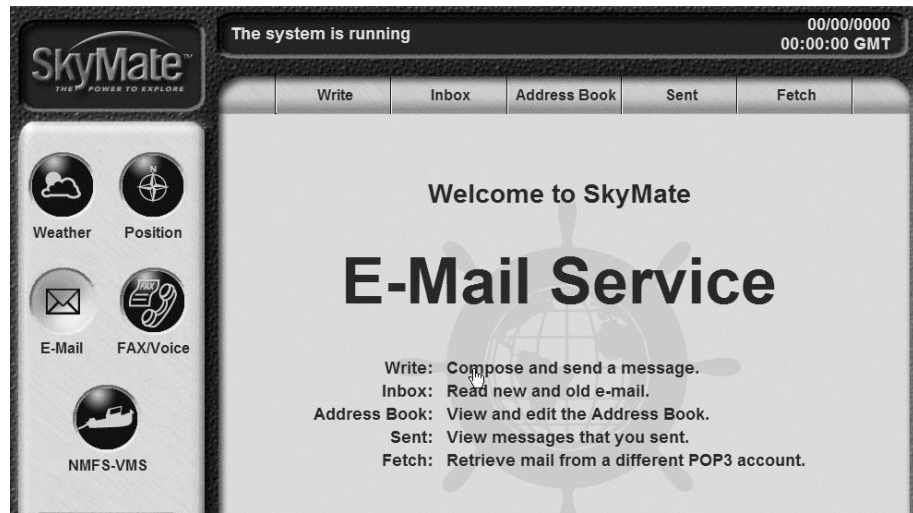 SkyMate™
THE POWER TO EXPLORE
The system is running
00/00/0000
00:00:00 GMT
Write Inbox Address Book Sent Fetch
Weather Position
E-Mail FAX/Voice
FAX
N
NMFS-VMS
Welcome to SkyMate
E-Mail Service
Write: Compose and send a message.
Inbox: Read new and old e-mail.
Address Book: View and edit the Address Book.
Sent: View messages that you sent.
Fetch: Retrieve mail from a different POP3 account.